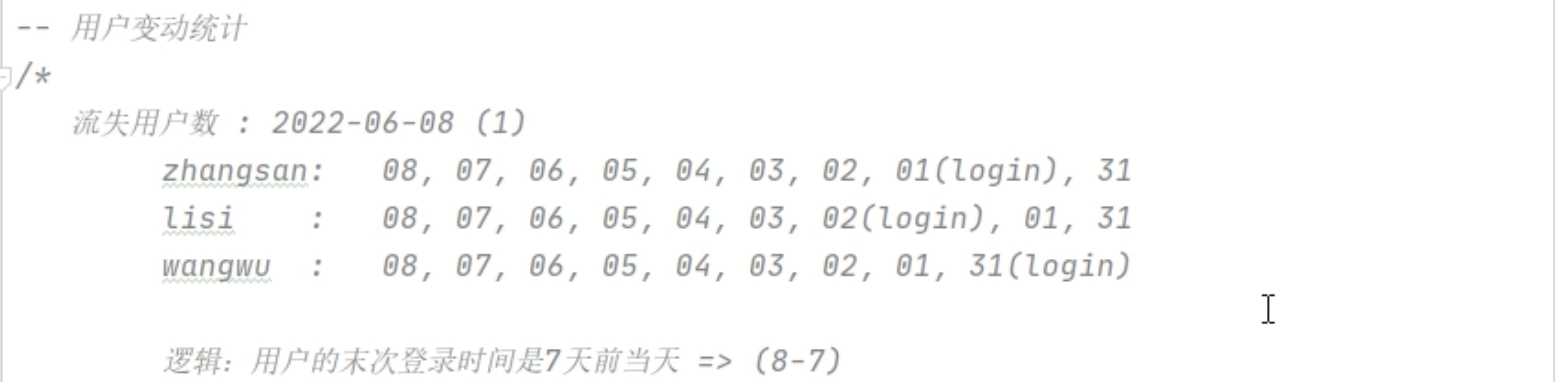 -- 用户变动统计
/*
流失用户数 : 2022-06-08 (1)
zhangsan: 08, 07, 06, 05, 04, 03, 02, 01(login), 31
lisi : 08, 07, 06, 05, 04, 03, 02(login), 01, 31
wangwu : 08, 07, 06, 05, 04, 03, 02, 01, 31(login)
逻辑：用户的末次登录时间是7天前当天 => (8-7)